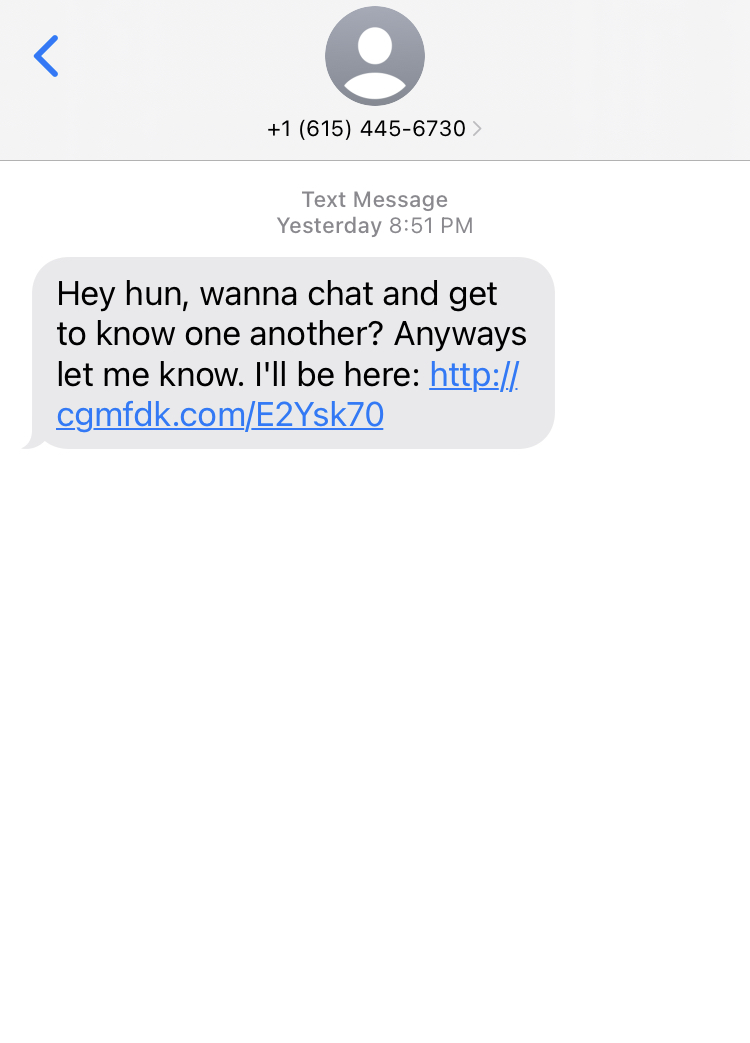 +1 (615) 445-6730
Text Message
Yesterday 8:51 PM
Hey hun, wanna chat and get
to know one another? Anyways
let me know. I'll be here: http://
cgmfdk.com/E2Ysk70